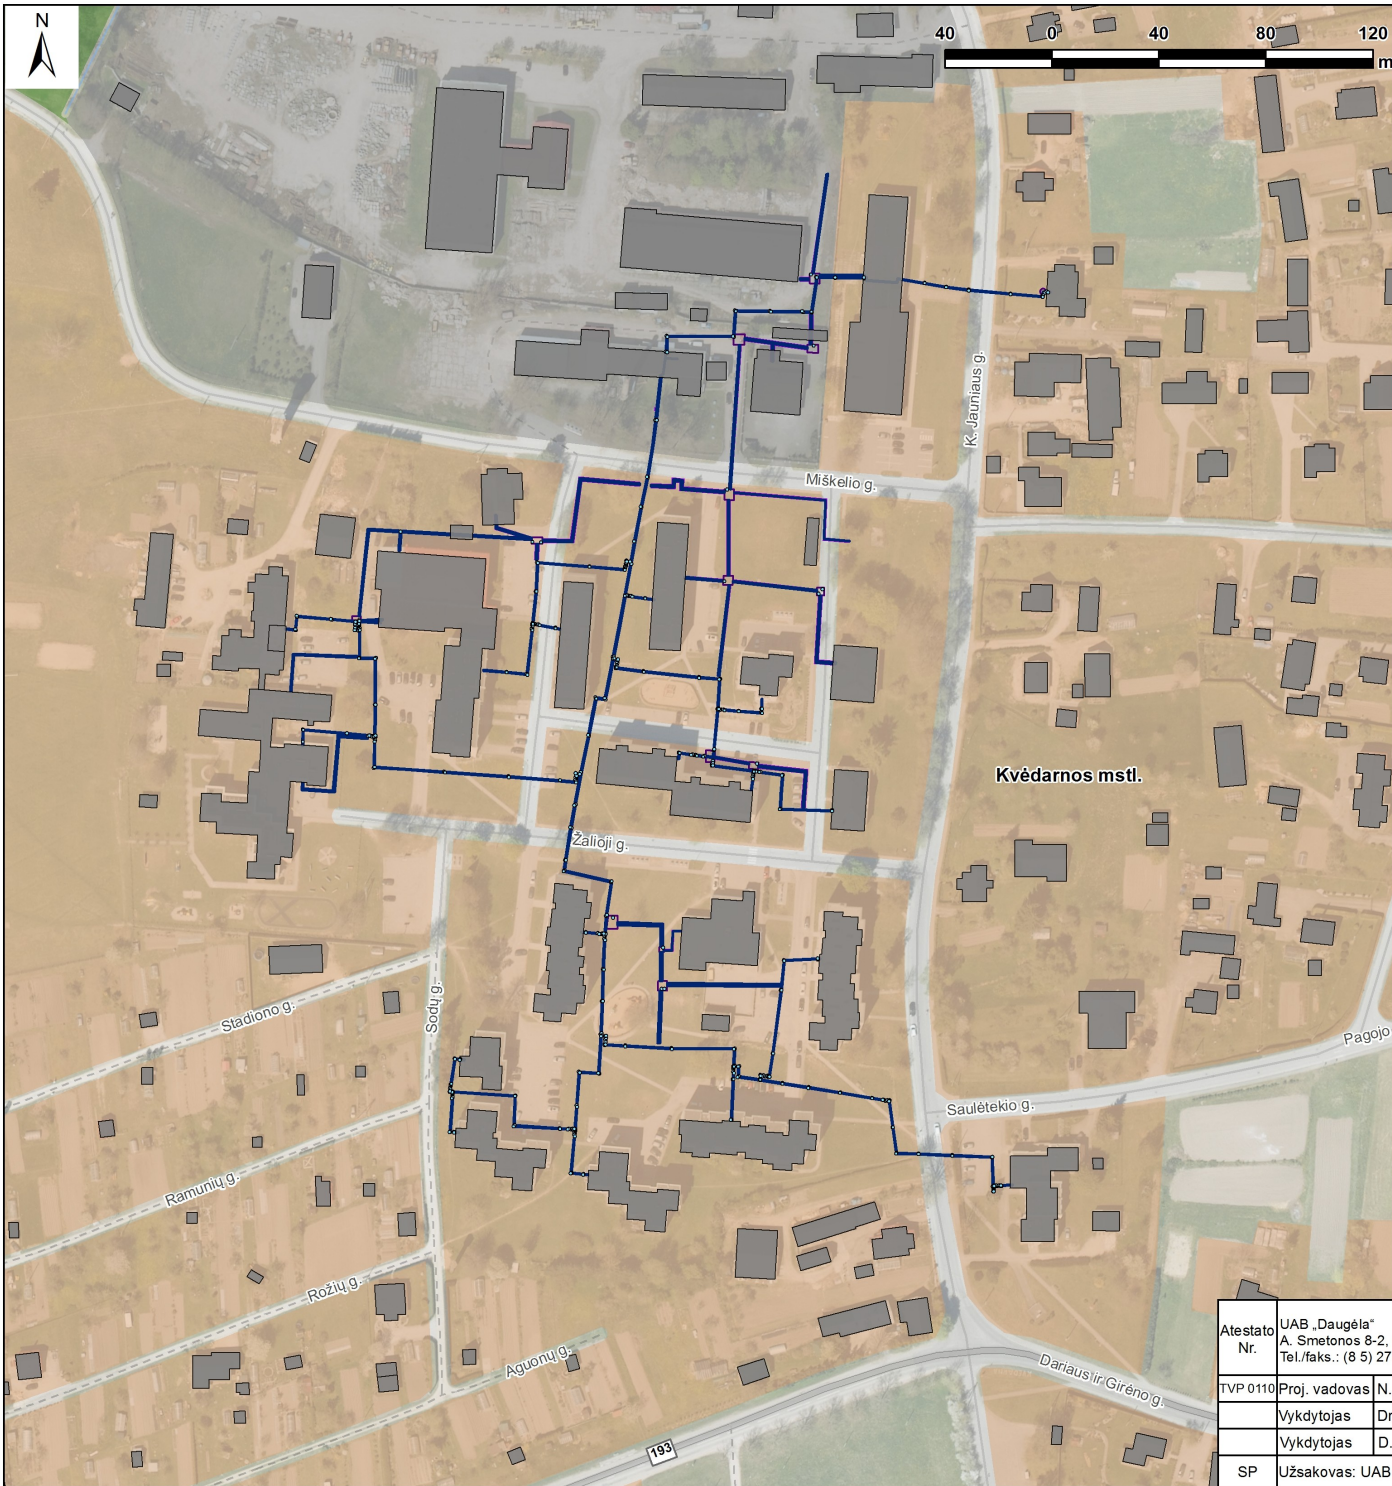 N
40 0 40 80 120
m
K. Jauniaus g.
Miškelio g.
Kvėdarnos mstl.
Žalioji g.
Stadiono g.
Sodų g.
Pagojo
Saulėtekio g.
Ramunių g.
Rožių g.
Aguonų g.
Dariaus ir Girėno g.
193
Atestato Nr.
UAB „Daugėla“
A. Smetonos 8-2,
Tel./faks.: (8 5) 27
TVP 0110 Proj. vadovas N.
Vykdytojas Dr
Vykdytojas D.
SP Užsakovas: UAB